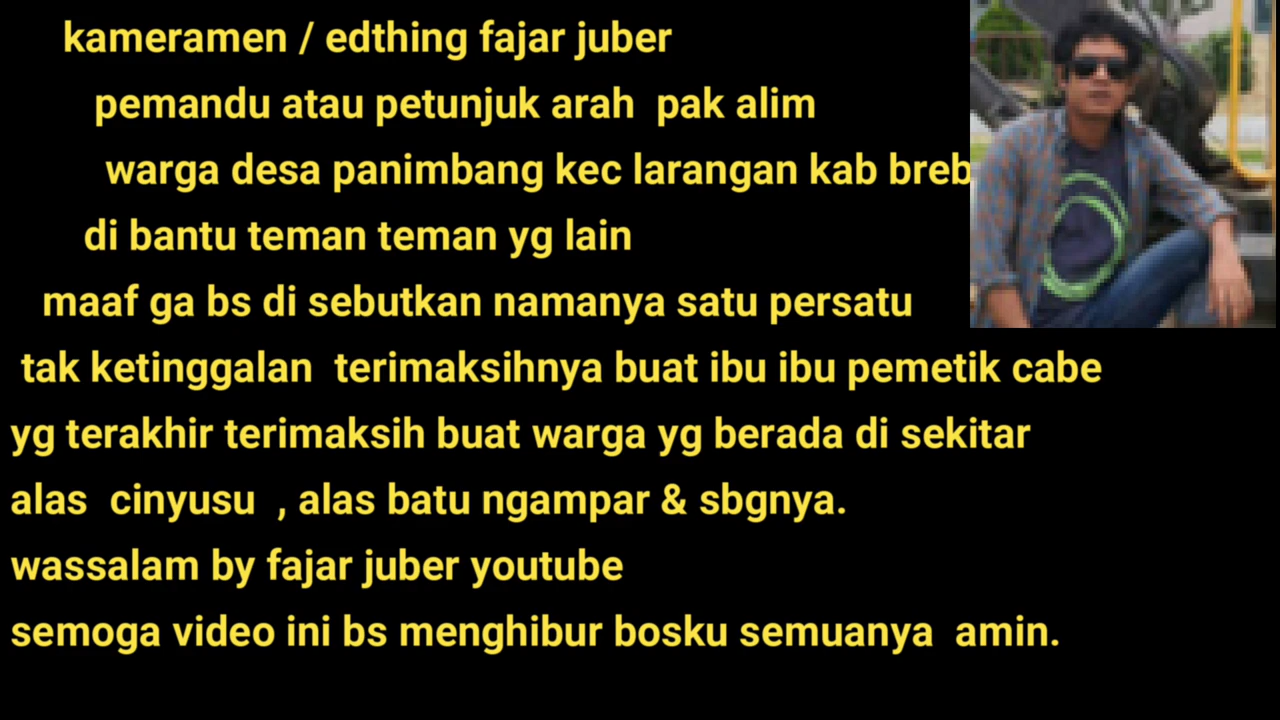 kameramen / edthing fajar juber
pemandu atau petunjuk arah pak alim
warga desa panimbang kec larangan kab breb
di bantu teman teman yg lain
maaf ga bs di sebutkan namanya satu persatu
tak ketinggalan terimaksihnya buat ibu ibu pemetik cabe
yg terakhir terimaksih buat warga yg berada di sekitar
alas cinyusu , alas batu ngampar & sbgnya.
wassalam by fajar juber youtube
semoga video ini bs menghibur bosku semuanya amin.